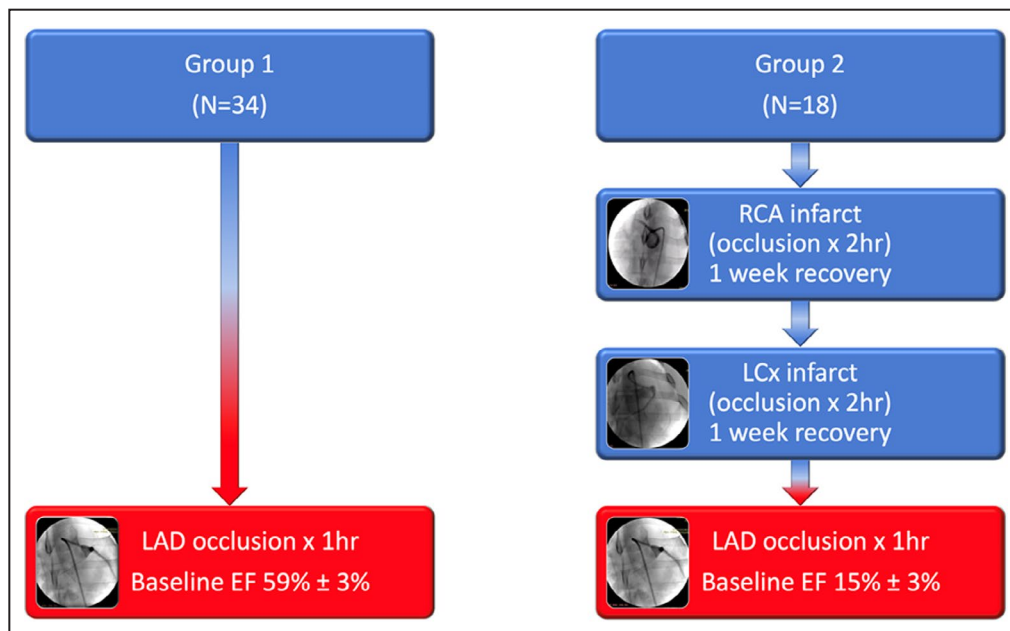 Group 1
(N=34)
Group 2
(N=18)
RCA infarct
(occlusion x 2hr)
1 week recovery
LCx infarct
(occlusion x 2hr)
1 week recovery
LAD occlusion x 1hr
Baseline EF 59% ± 3%
LAD occlusion x 1hr
Baseline EF 15% ± 3%